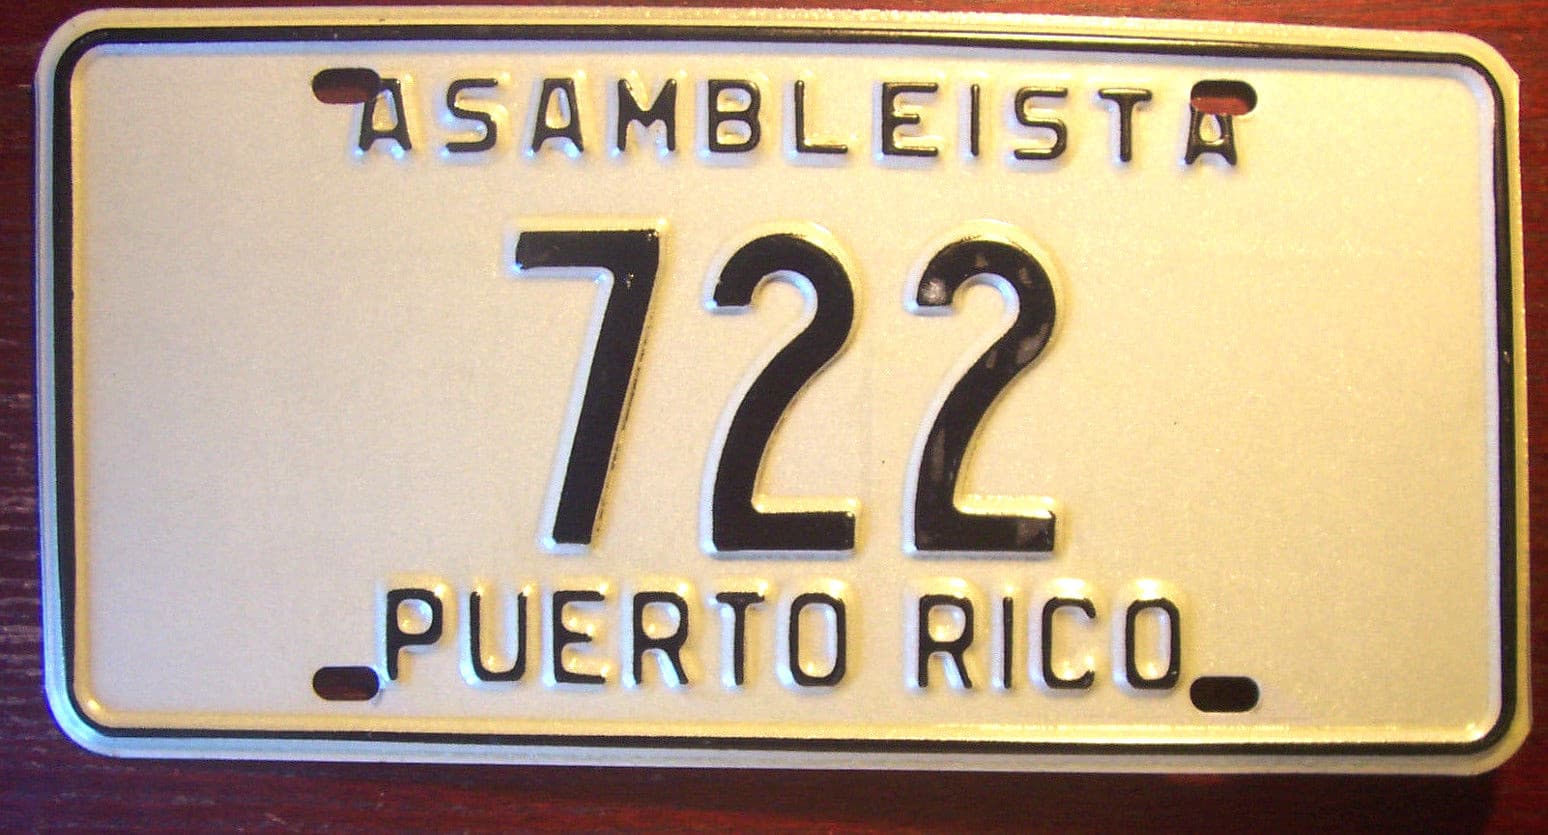 ASAMBLEISTA
722
PUERTO RICO